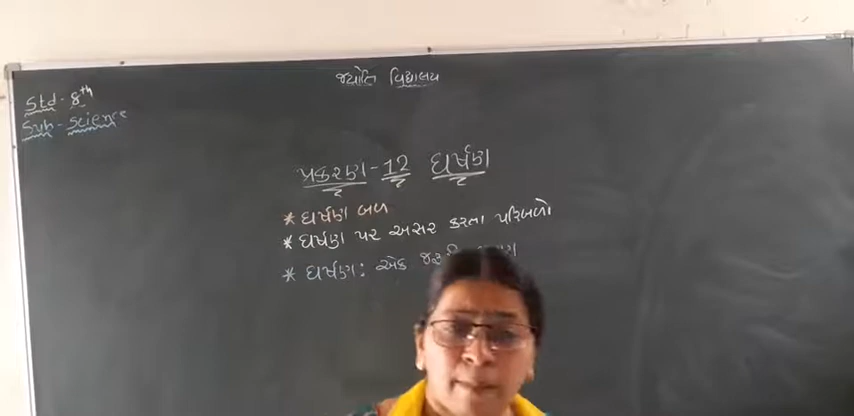 જ્યોતિ વિદ્યાલય
Std - 8th
Sub - Science
પ્રકરણ - 12 ઘર્ષણ
* ઘર્ષણ બળ
* ઘર્ષણ પર અસર કરતા પરિબળો
* ઘર્ષણ : એક